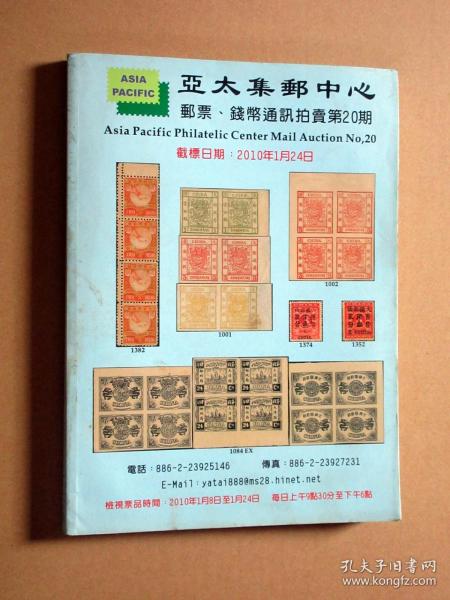 ASIA
PACIFIC
亞太集郵中心
郵票、錢幣通訊拍賣第20期
Asia Pacific Philatelic Center Mail Auction No,20
截標日期：2010年1月24日
1382
1001
1002
1374
1352
1084 EX
電話：886-2-23925146 傳真：886-2-23927231
E-Mail：yatai888@ms28.hinet.net
檢視票品時間：2010年1月8日至1月24日 每日上午9點30分至下午6點
孔夫子旧书网
www.kongfz.com